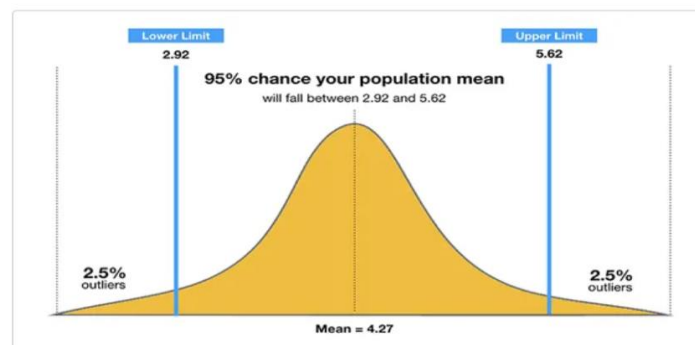 Lower Limit
2.92
Upper Limit
5.62
95% chance your population mean
will fall between 2.92 and 5.62
2.5%
outliers
2.5%
outliers
Mean = 4.27